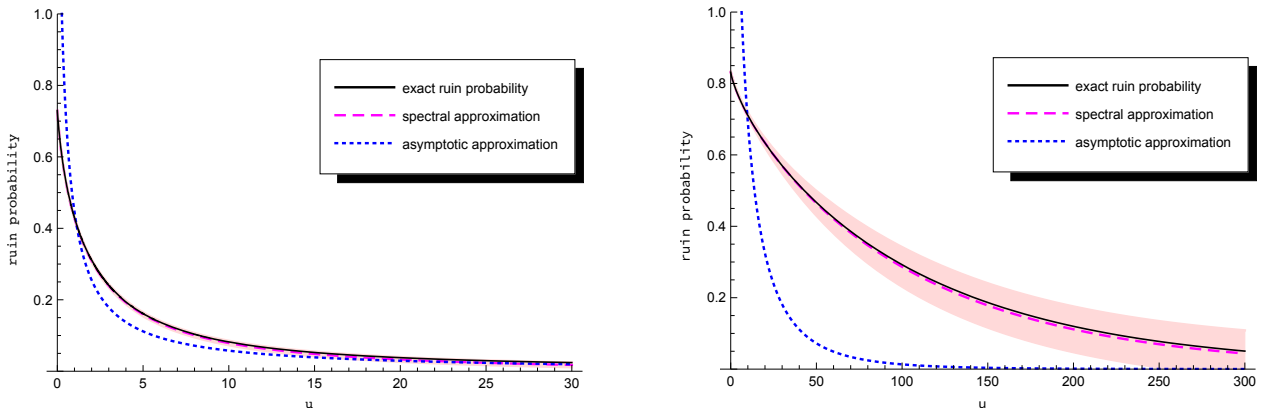 1.0
0.8
0.6
0.4
0.2
ruin probability
exact ruin probability
spectral approximation
asymptotic approximation
0 5 10 15 20 25 30
u
1.0
0.8
0.6
0.4
0.2
ruin probability
exact ruin probability
spectral approximation
asymptotic approximation
0 50 100 150 200 250 300
u